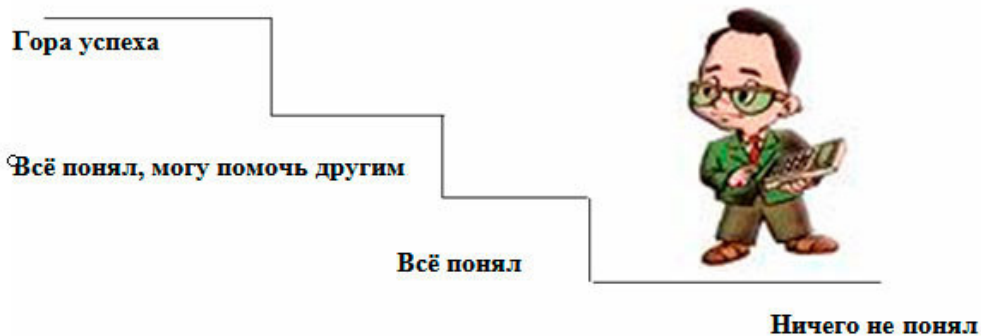 Гора успеха
Всё понял, могу помочь другим
Всё понял
Ничего не понял